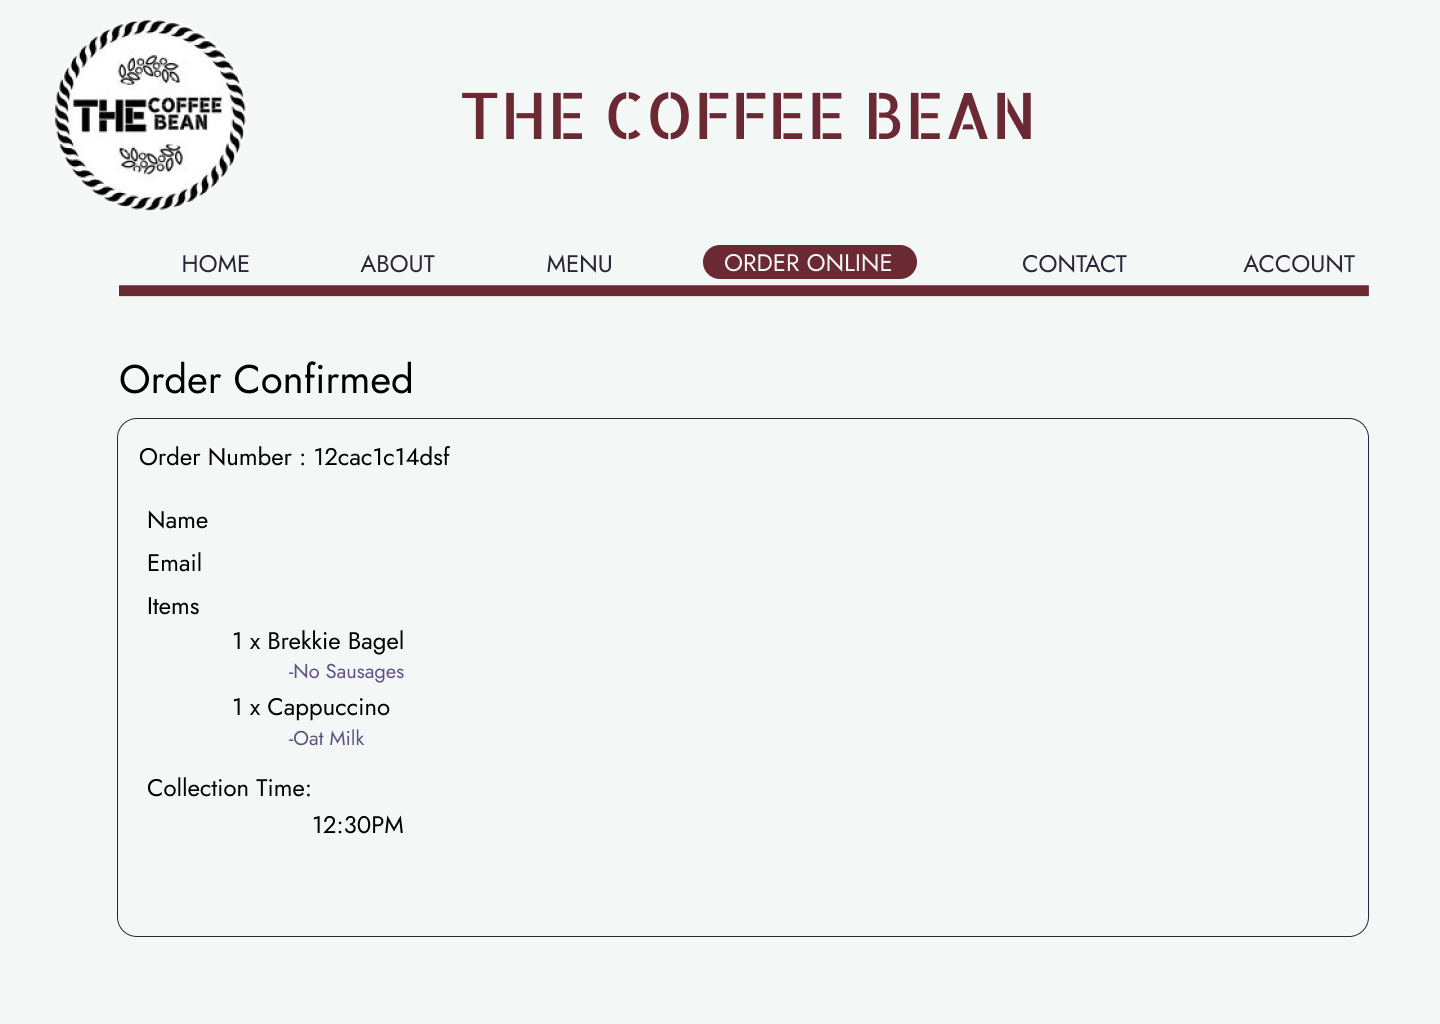 THE COFFEE
BEAN
THE COFFEE BEAN
HOME ABOUT MENU ORDER ONLINE CONTACT ACCOUNT
Order Confirmed
Order Number : 12cac1c14dsf
Name
Email
Items
1 x Brekkie Bagel
-No Sausages
1 x Cappuccino
-Oat Milk
Collection Time:
12:30PM